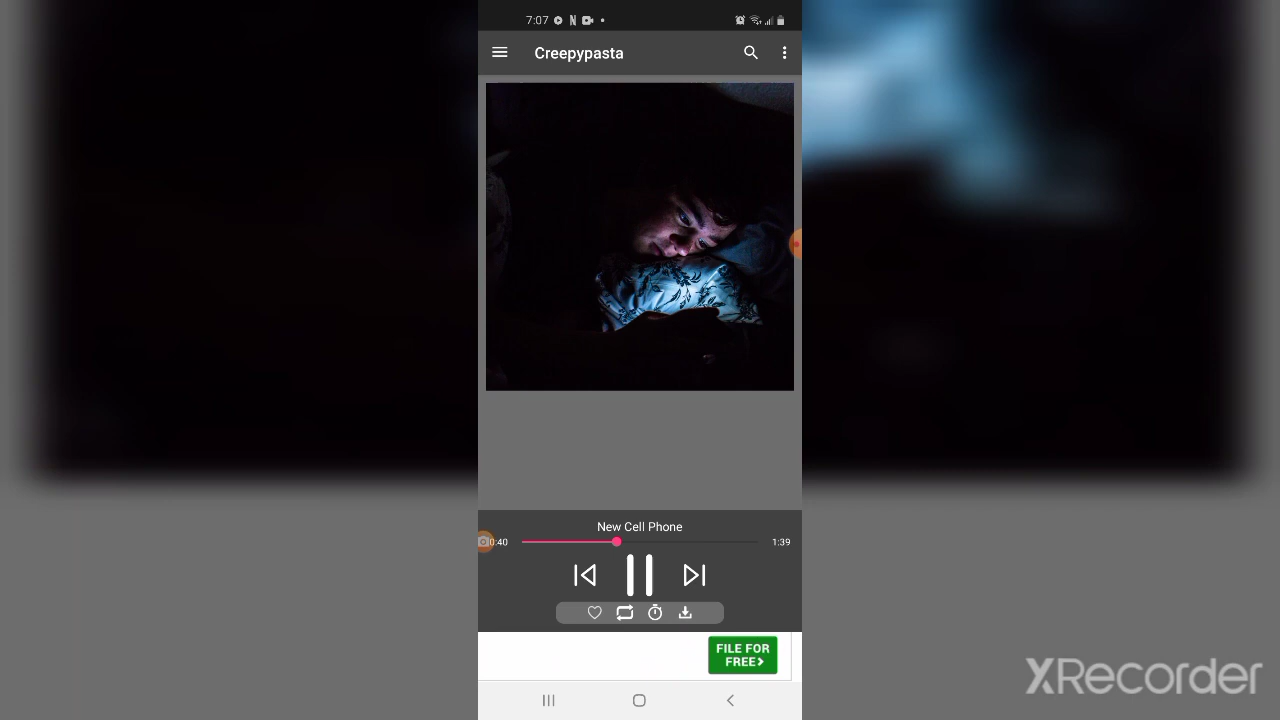 7:07
Creepypasta
New Cell Phone
0:40
1:39
FILE FOR
FREE>
XRecorder